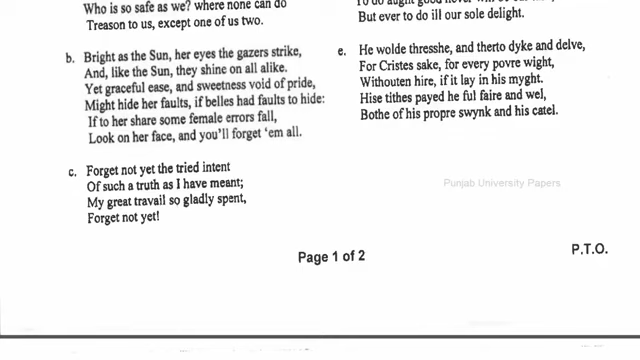 Who is so safe as we? where none can do
Treason to us, except one of us two.
b. Bright as the Sun, her eyes the gazers strike,
And, like the Sun, they shine on all alike.
Yet graceful ease, and sweetness void of pride,
Might hide her faults, if belles had faults to hide:
If to her share some female errors fall,
Look on her face, and you'll forget 'em all.
c. Forget not yet the tried intent
Of such a truth as I have meant;
My great travail so gladly spent,
Forget not yet!
But ever to do ill our sole delight.
e. He wolde thresshe, and therto dyke and delve,
For Cristes sake, for every povre wight,
Withouten hire, if it lay in his myght.
Hise tithes payed he ful faire and wel,
Bothe of his propre swynk and his catel.
Punjab University Papers
Page 1 of 2
P.T.O.